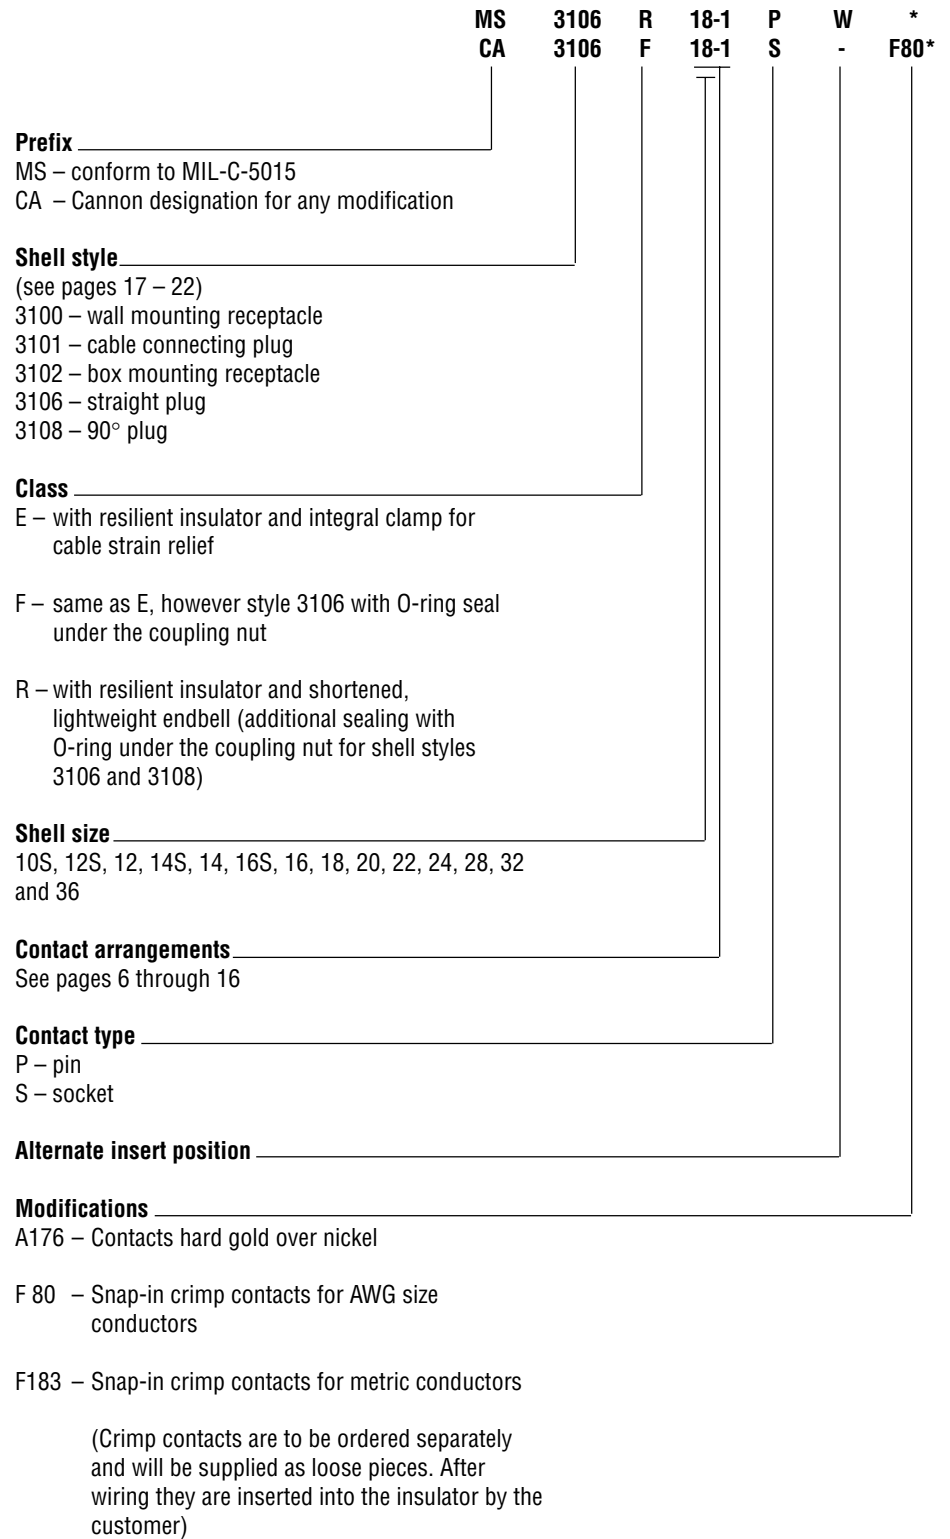 MS 3106 R 18-1 P W *
CA 3106 F 18-1 S - F80*
Prefix
MS – conform to MIL-C-5015
CA – Cannon designation for any modification
Shell style
(see pages 17 – 22)
3100 – wall mounting receptacle
3101 – cable connecting plug
3102 – box mounting receptacle
3106 – straight plug
3108 – 90° plug
Class
E – with resilient insulator and integral clamp for
cable strain relief
F – same as E, however style 3106 with O-ring seal
under the coupling nut
R – with resilient insulator and shortened,
lightweight endbell (additional sealing with
O-ring under the coupling nut for shell styles
3106 and 3108)
Shell size
10S, 12S, 12, 14S, 14, 16S, 16, 18, 20, 22, 24, 28, 32
and 36
Contact arrangements
See pages 6 through 16
Contact type
P – pin
S – socket
Alternate insert position
Modifications
A176 – Contacts hard gold over nickel
F 80 – Snap-in crimp contacts for AWG size
conductors
F183 – Snap-in crimp contacts for metric conductors
(Crimp contacts are to be ordered separately
and will be supplied as loose pieces. After
wiring they are inserted into the insulator by the
customer)